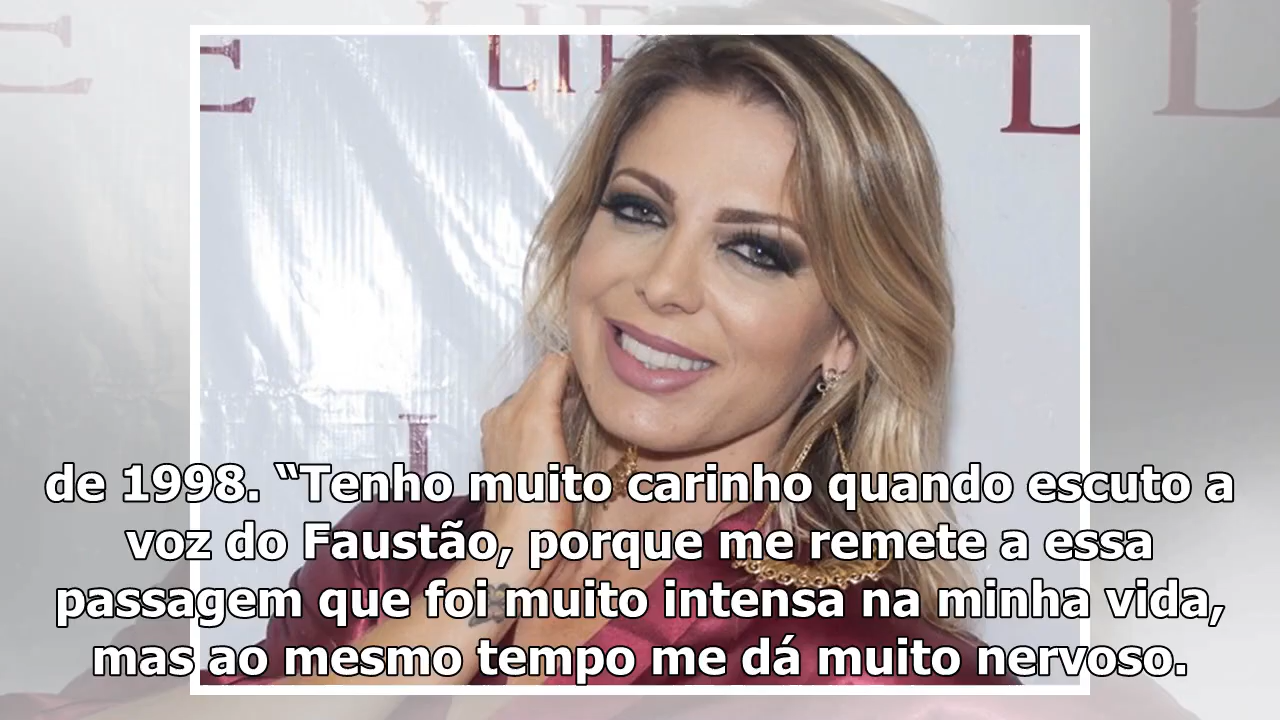 E
LIF
E
L
L
L
de 1998. “Tenho muito carinho quando escuto a
voz do Faustão, porque me remete a essa
passagem que foi muito intensa na minha vida,
mas ao mesmo tempo me dá muito nervoso.